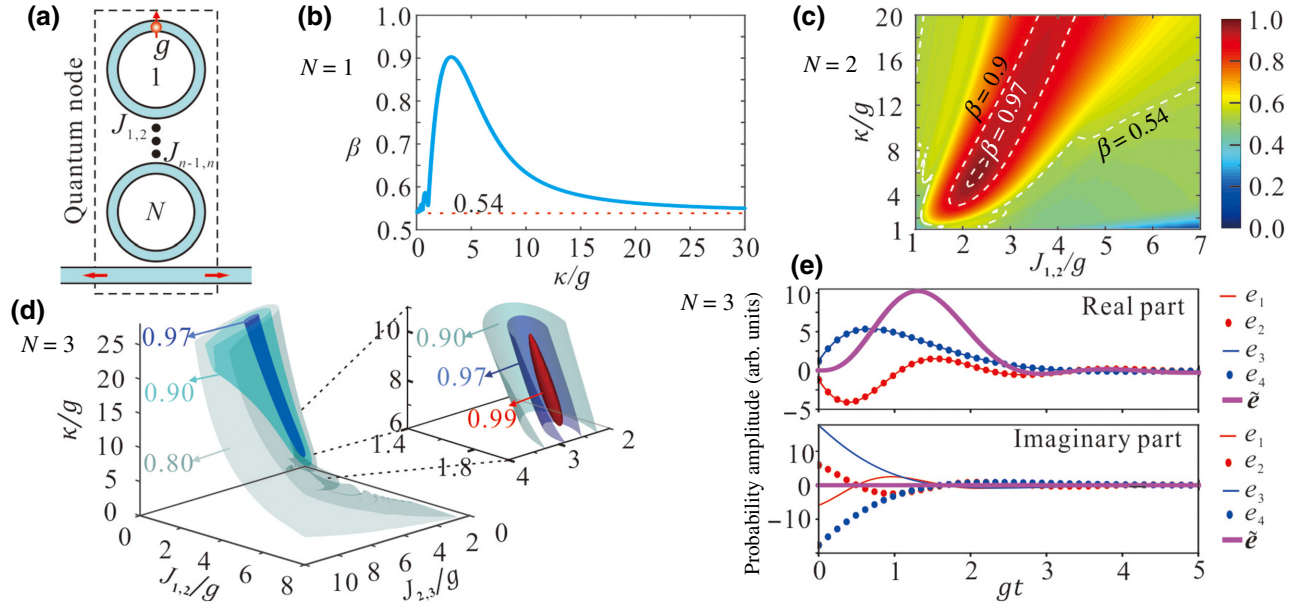 (a)
g
1
Quantum node
J1,2
Jn-1,n
N
(b)
N = 1
β
1.0
0.9
0.8
0.7
0.6
0.5
0.54
0 5 10 15 20 25 30
κ/g
(c)
N = 2
κ/g
20
16
12
8
4
1
β = 0.9
β = 0.97
β = 0.54
1 2 3 4 5 6 7
J1,2/g
1.0
0.8
0.6
0.4
0.2
0.0
(d)
N = 3
κ/g
25
20
15
10
5
0
0.97
0.90
0.80
0 2 4 6 8
J1,2/g
10 8 6 4 2 0
J2,3/g
N = 3
10
8
6
0.90
0.97
0.99
1.4 1.8
4 3 2
(e)
Probability amplitude (arb. units)
Real part
10
5
0
−5
e1
e2
e3
e4
ẽ
Imaginary part
10
0
−10
e1
e2
e3
e4
ẽ
0 1 2 3 4 5
gt